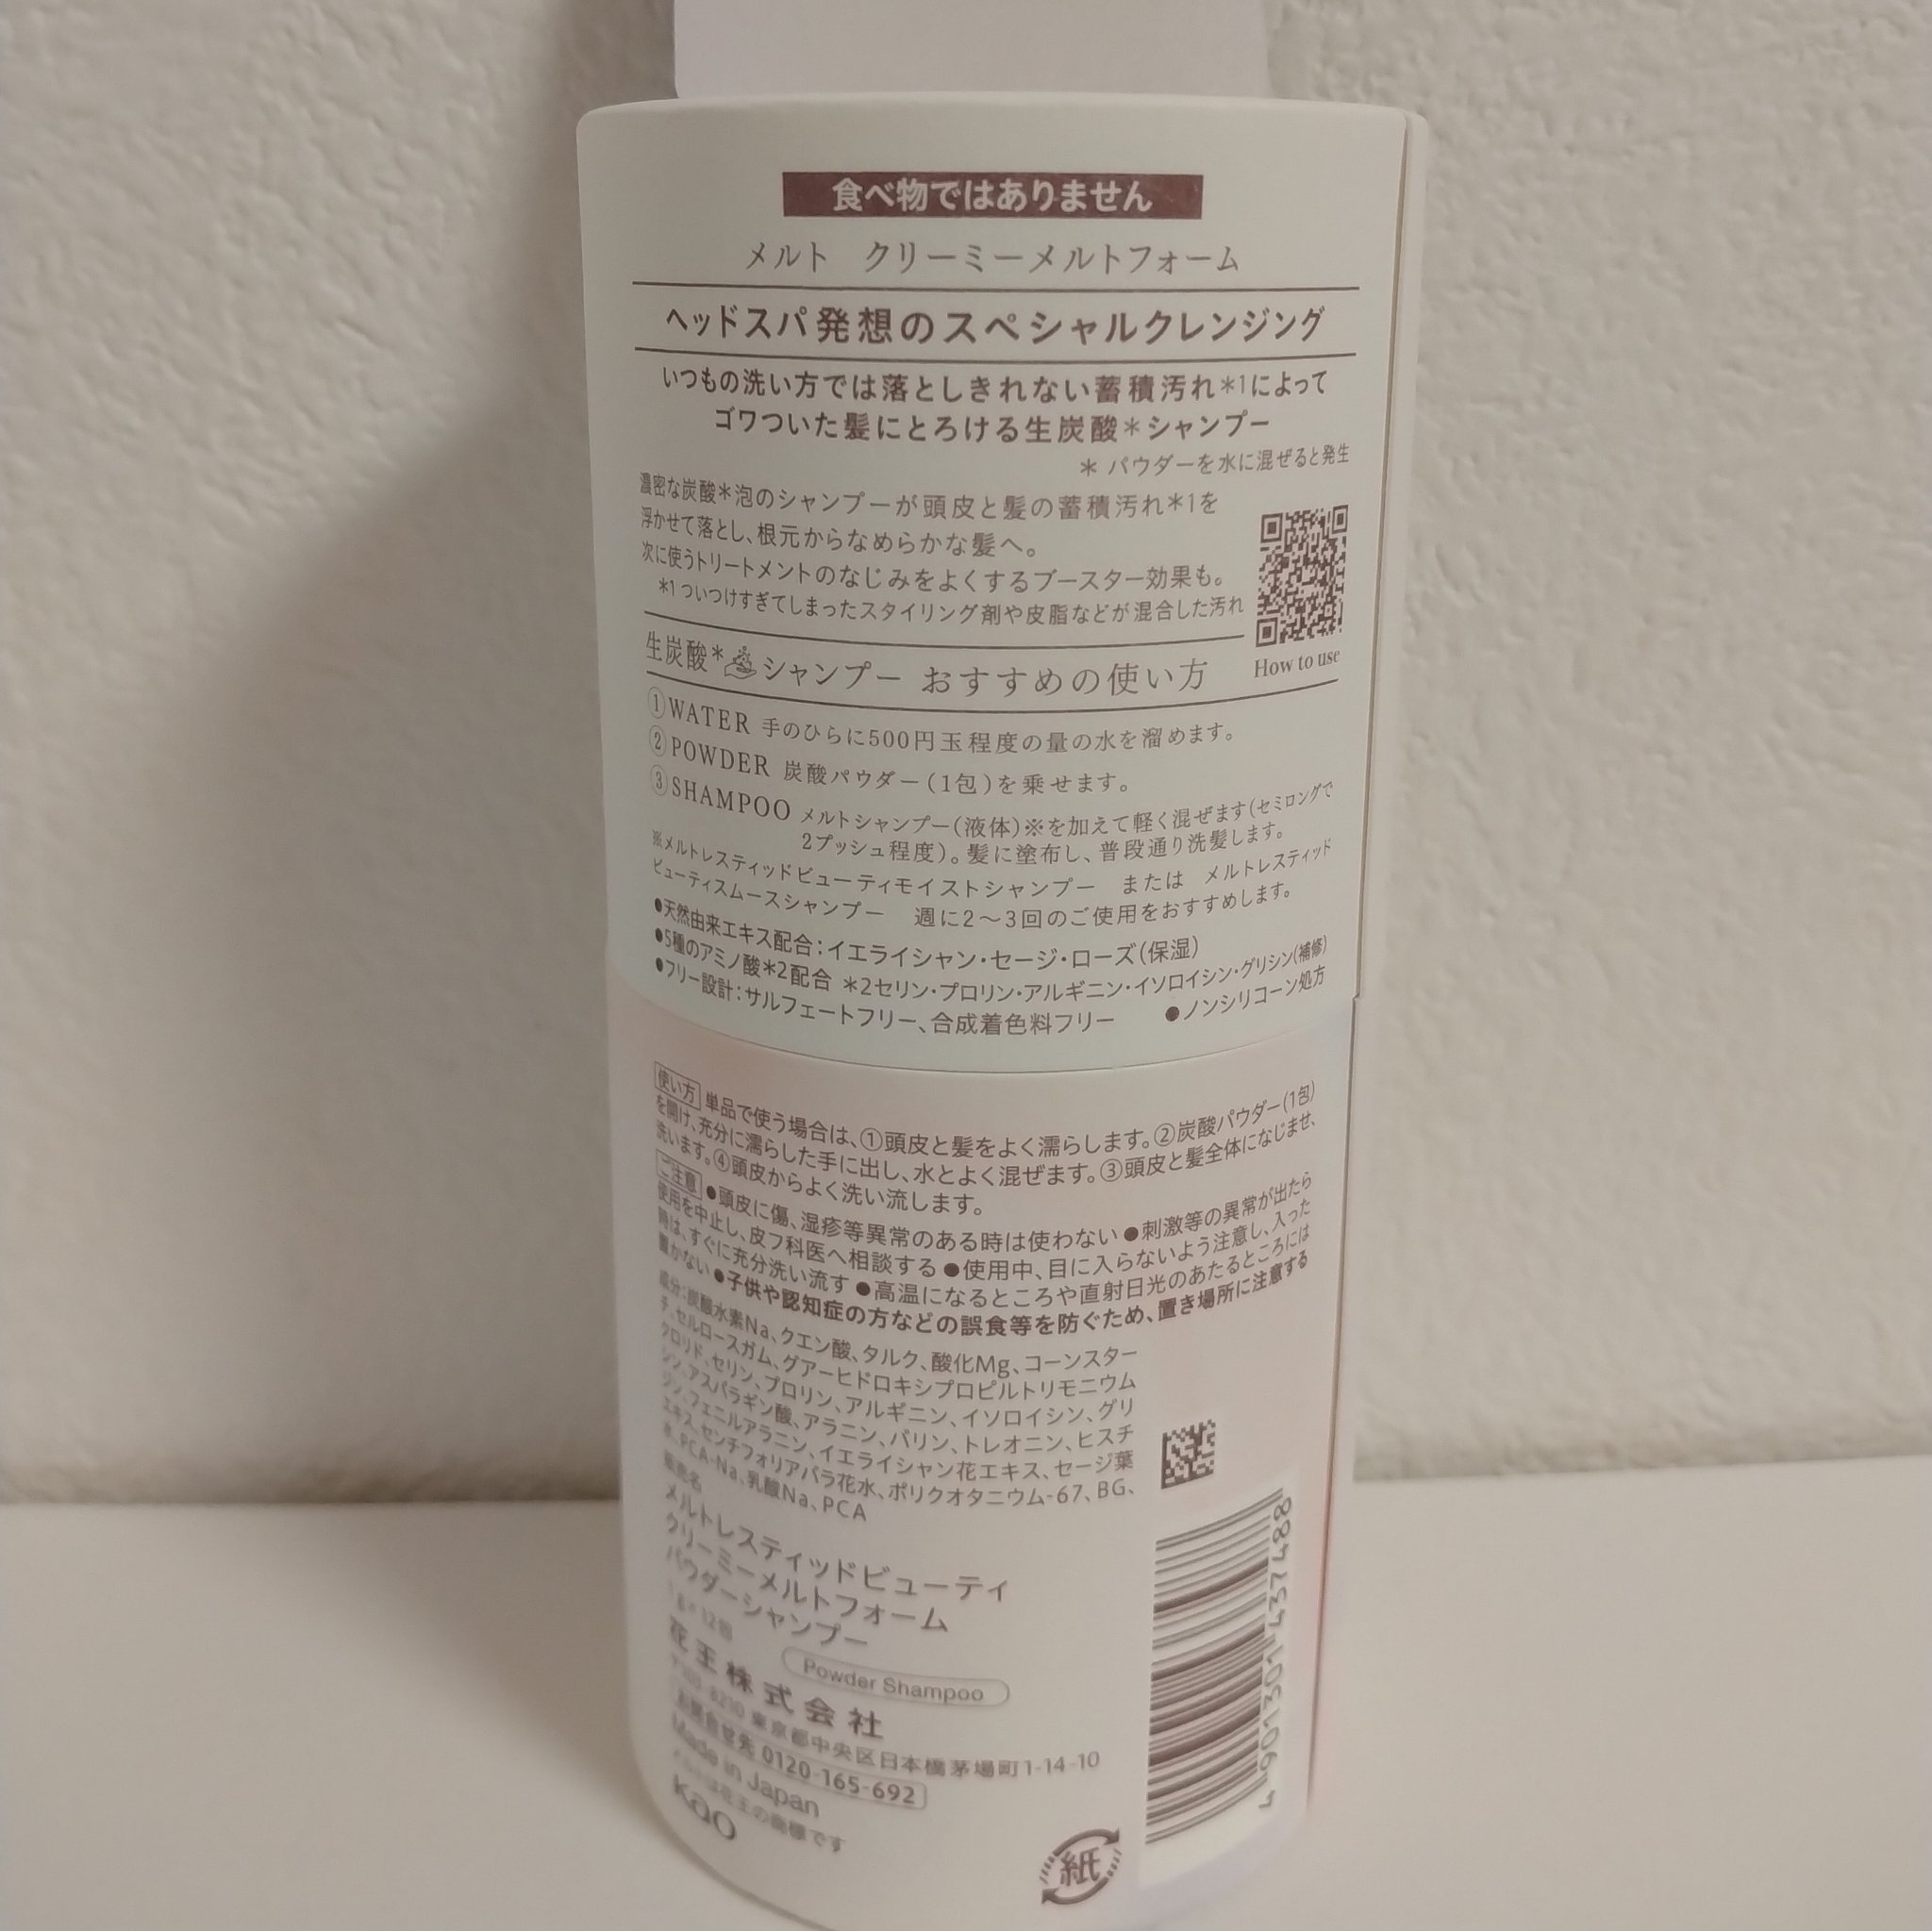 食べ物ではありません
メルト クリーミーメルトフォーム
ヘッドスパ発想のスペシャルクレンジング
いつもの洗い方では落としきれない蓄積汚れ*1によって
ゴワついた髪にとろける生炭酸*シャンプー
* パウダーを水に混ぜると発生
濃密な炭酸*泡のシャンプーが頭皮と髪の蓄積汚れ*1を
浮かせて落とし、根元からなめらかな髪へ。
次に使うトリートメントのなじみをよくするブースター効果も。
*1 ついつけすぎてしまったスタイリング剤や皮脂などが混合した汚れ
How to use
生炭酸*シャンプー おすすめの使い方
①WATER 手のひらに500円玉程度の量の水を溜めます。
②POWDER 炭酸パウダー(1包)を乗せます。
③SHAMPOO メルトシャンプー(液体)※を加えて軽く混ぜます(セミロングで
2プッシュ程度)。髪に塗布し、普段通り洗髪します。
※メルトレスティッドビューティモイストシャンプー または メルトレスティッド
ビューティスムースシャンプー 週に2〜3回のご使用をおすすめします。
●天然由来エキス配合:イエライシャン・セージ・ローズ(保湿)
●5種のアミノ酸*2配合 *2セリン・プロリン・アルギニン・イソロイシン・グリシン(補修)
●フリー設計:サルフェートフリー、合成着色料フリー ●ノンシリコーン処方
使い方 単品で使う場合は、①頭皮と髪をよく濡らします。②炭酸パウダー(1包)
を開け、充分に濡らした手に出し、水とよく混ぜます。③頭皮と髪全体になじませ、
洗います。④頭皮からよく洗い流します。
ご注意 ●頭皮に傷、湿疹等異常のある時は使わない ●刺激等の異常が出たら
使用を中止し、皮フ科医へ相談する ●使用中、目に入らないよう注意し、入った
時は、すぐに充分洗い流す ●高温になるところや直射日光のあたるところには
置かない ●子供や認知症の方などの誤食等を防ぐため、置き場所に注意する
成分:炭酸水素Na、クエン酸、タルク、酸化Mg、コーンスター
チ、セルロースガム、グアーヒドロキシプロピルトリモニウム
クロリド、セリン、プロリン、アルギニン、イソロイシン、グリ
シン、アスパラギン酸、アラニン、バリン、トレオニン、ヒスチ
ジン、フェニルアラニン、イエライシャン花エキス、セージ葉
エキス、センチフォリアバラ花水、ポリクオタニウム-67、BG、
水、PCA-Na、乳酸Na、PCA
販売名
メルトレスティッドビューティ
クリーミーメルトフォーム
パウダーシャンプー
Powder Shampoo
花王株式会社
8210 東京都中央区日本橋茅場町1-14-10
0120-165-692
Made in Japan
メルトは花王の商標です
Kao
紙
4 901301 437488